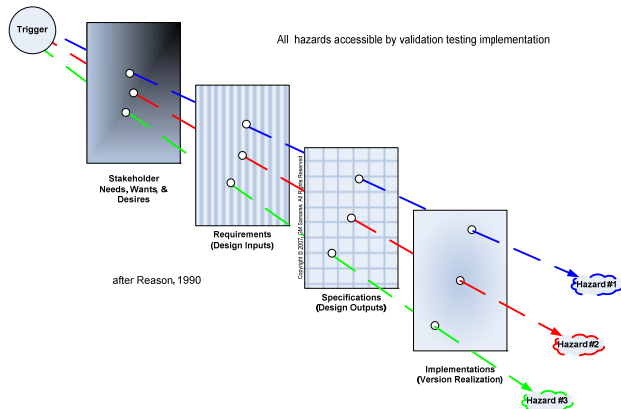 Trigger
All hazards accessible by validation testing implementation
Stakeholder
Needs, Wants, &
Desires
Requirements
(Design Inputs)
Copyright © 2007, GM Samaras. All Rights Reserved
after Reason, 1990
Specifications
(Design Outputs)
Implementations
(Version Realization)
Hazard #1
Hazard #2
Hazard #3